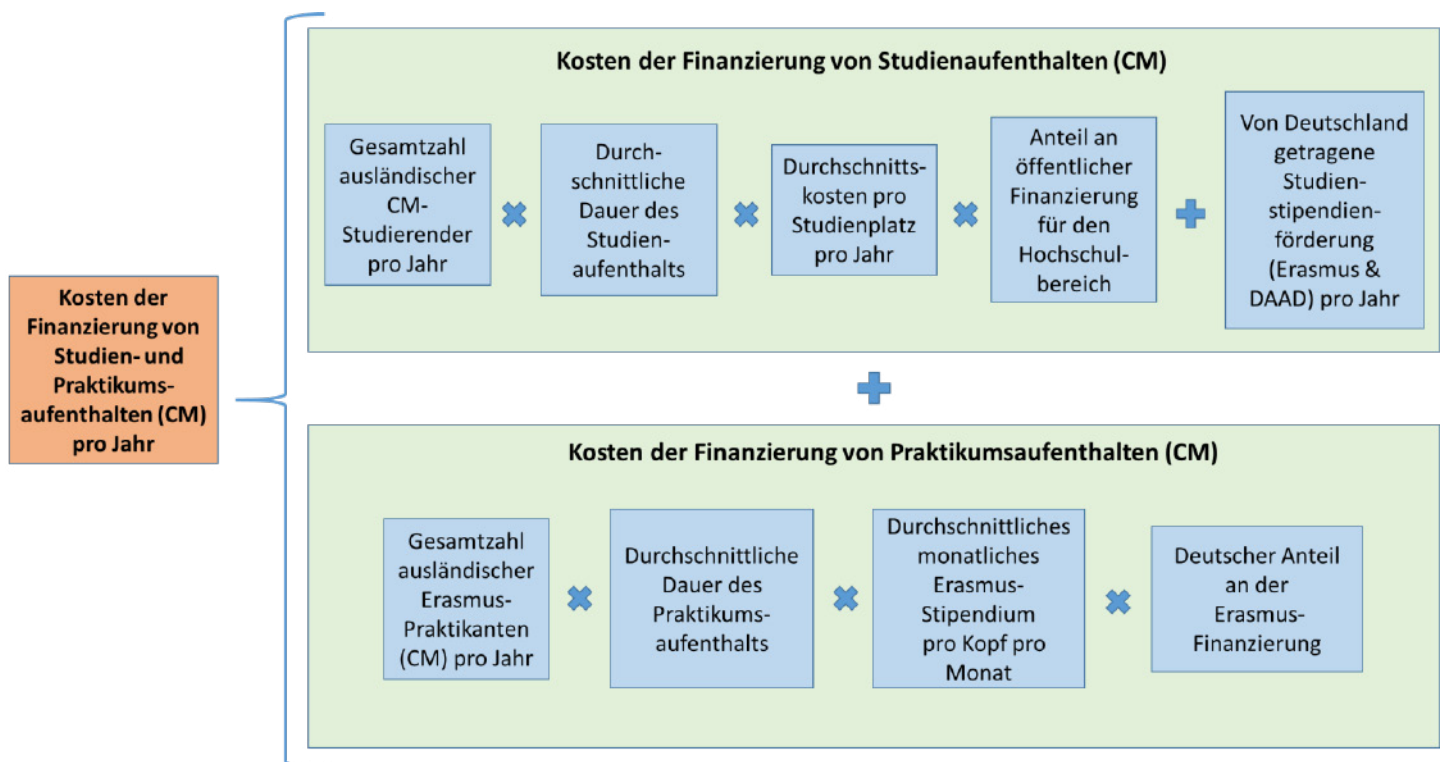 Kosten der
Finanzierung von
Studien- und
Praktikums-
aufenthalten (CM)
pro Jahr
Kosten der Finanzierung von Studienaufenthalten (CM)
Gesamtzahl
ausländischer
CM-
Studierender
pro Jahr
Durch-
schnittliche
Dauer des
Studien-
aufenthalts
Durchschnitts-
kosten pro
Studienplatz
pro Jahr
Anteil an
öffentlicher
Finanzierung
für den
Hochschul-
bereich
Von Deutschland
getragene
Studien-
stipendien-
förderung
(Erasmus &
DAAD) pro Jahr
Kosten der Finanzierung von Praktikumsaufenthalten (CM)
Gesamtzahl
ausländischer
Erasmus-
Praktikanten
(CM) pro Jahr
Durchschnittliche
Dauer des
Praktikums-
aufenthalts
Durchschnittliches
monatliches
Erasmus-
Stipendium
pro Kopf pro
Monat
Deutscher Anteil
an der
Erasmus-
Finanzierung